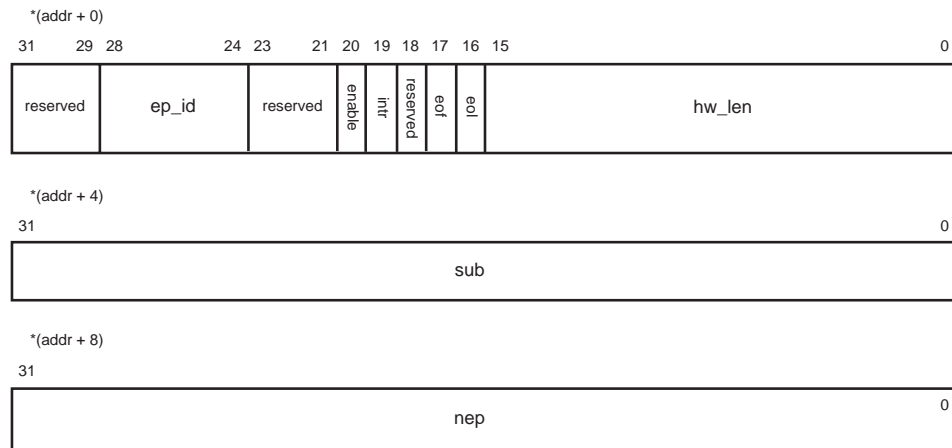 *(addr + 0)
31 29 28 24 23 21 20 19 18 17 16 15 0
reserved ep_id reserved enable intr reserved eof eol hw_len
*(addr + 4)
31 0
sub
*(addr + 8)
31
0
nep